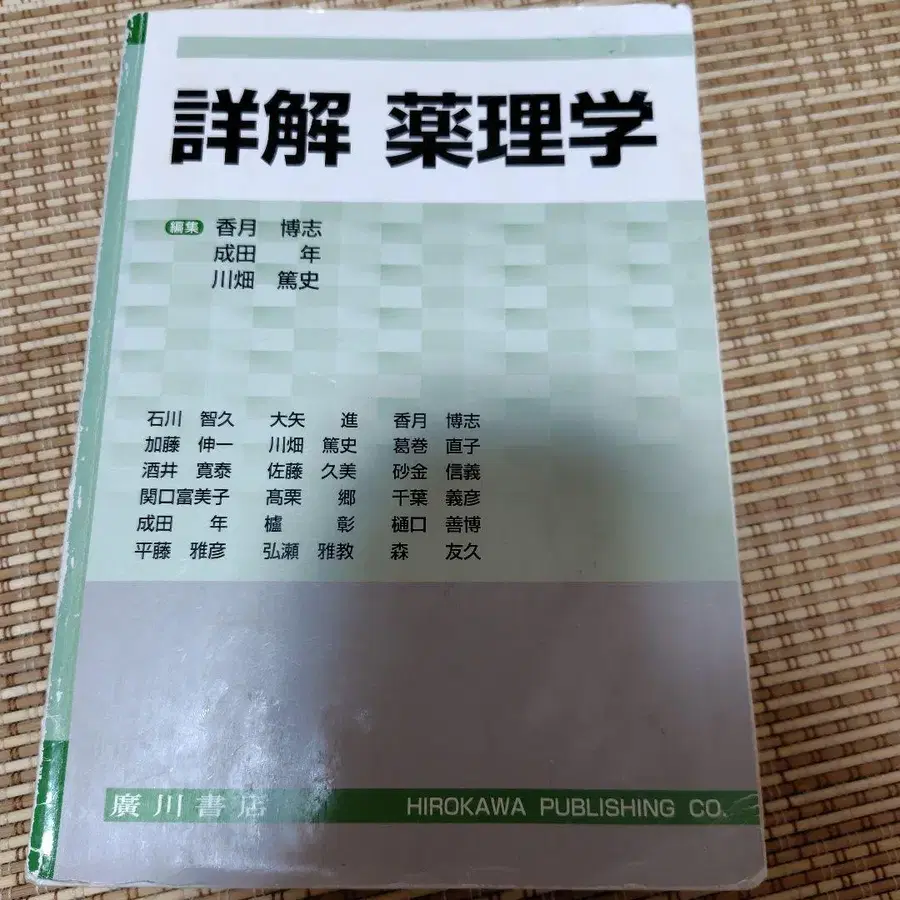 詳解 薬理学
編集 香月 博志
成田 年
川畑 篤史
石川 智久 大矢 進 香月 博志
加藤 伸一 川畑 篤史 葛巻 直子
酒井 寛泰 佐藤 久美 砂金 信義
関口富美子 髙栗 郷 千葉 義彦
成田 年 櫨 彰 樋口 善博
平藤 雅彦 弘瀬 雅教 森 友久
廣川書店 HIROKAWA PUBLISHING CO.